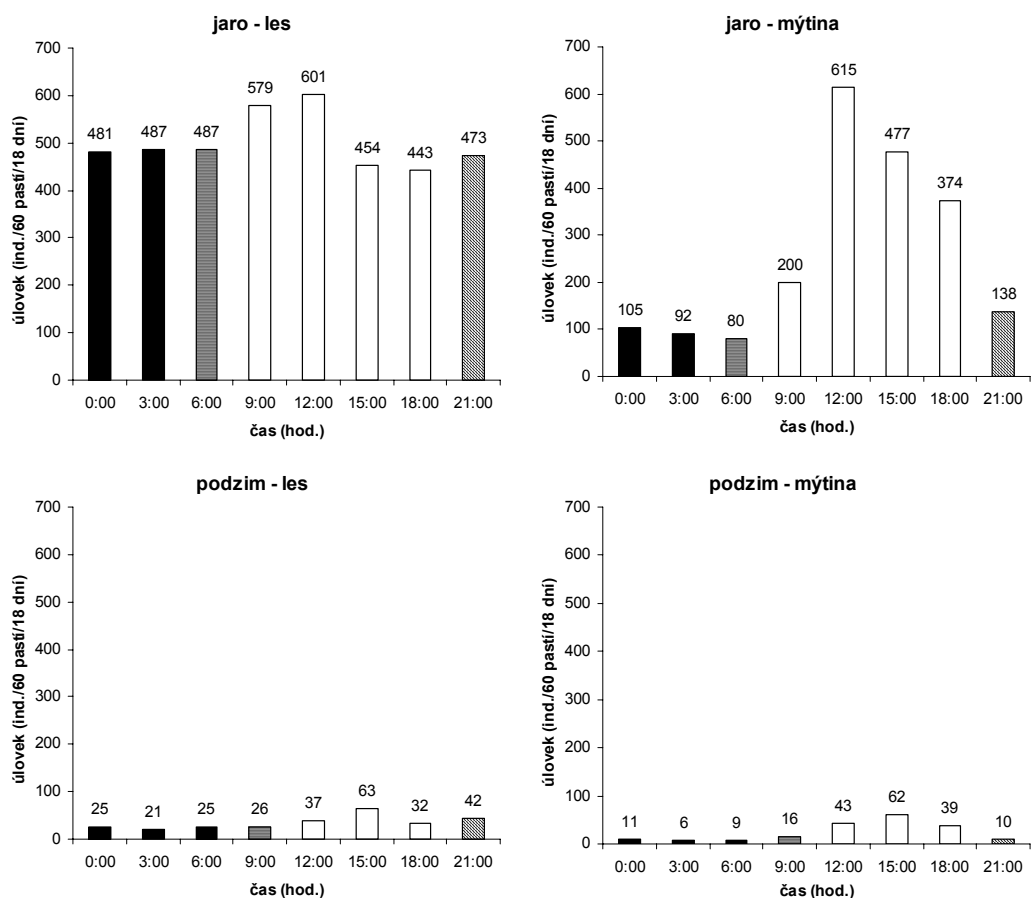 jaro - les
700
600
500
400
300
200
100
0
úlovek (ind./60 pastí/18 dní)
481 487 487 579 601 454 443 473
0:00 3:00 6:00 9:00 12:00 15:00 18:00 21:00
čas (hod.)
jaro - mýtina
700
600
500
400
300
200
100
0
úlovek (ind./60 pastí/18 dní)
105 92 80 200 615 477 374 138
0:00 3:00 6:00 9:00 12:00 15:00 18:00 21:00
čas (hod.)
podzim - les
700
600
500
400
300
200
100
0
úlovek (ind./60 pastí/18 dní)
25 21 25 26 37 63 32 42
0:00 3:00 6:00 9:00 12:00 15:00 18:00 21:00
čas (hod.)
podzim - mýtina
700
600
500
400
300
200
100
0
úlovek (ind./60 pastí/18 dní)
11 6 9 16 43 62 39 10
0:00 3:00 6:00 9:00 12:00 15:00 18:00 21:00
čas (hod.)